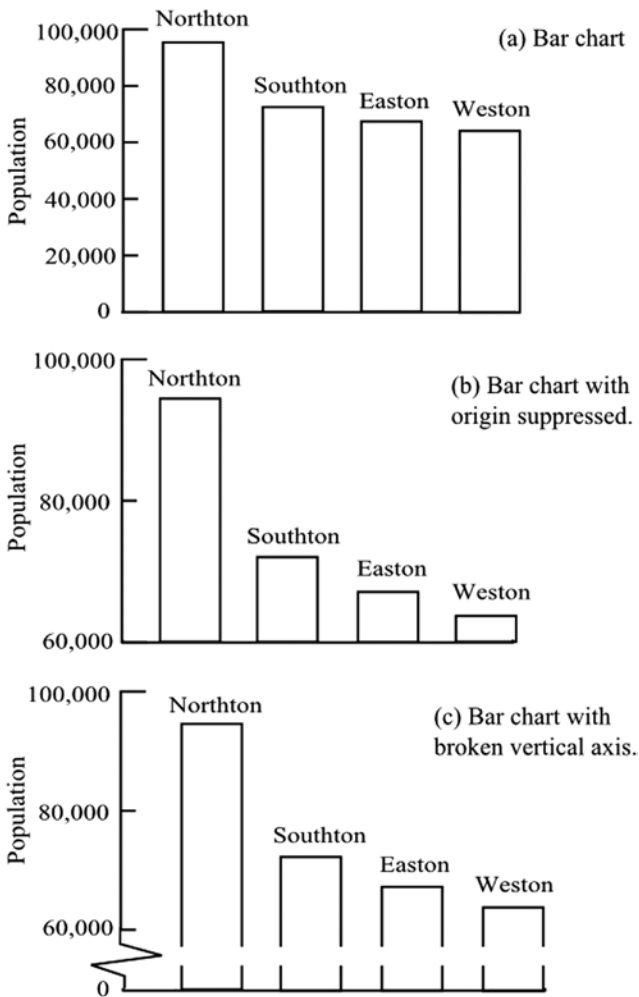 Northton
100,000
(a) Bar chart
80,000
Southton
Easton
Weston
60,000
Population
40,000
20,000
0
100,000
Northton
(b) Bar chart with
origin suppressed.
Population
80,000
Southton
Easton
Weston
60,000
100,000
Northton
(c) Bar chart with
broken vertical axis.
Population
80,000
Southton
Easton
Weston
60,000
0